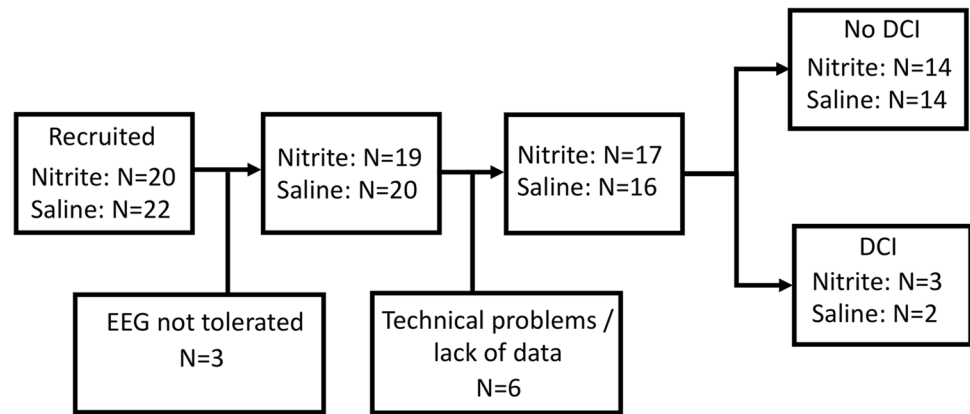 Recruited
Nitrite: N=20
Saline: N=22
EEG not tolerated
N=3
Nitrite: N=19
Saline: N=20
Technical problems /
lack of data
N=6
Nitrite: N=17
Saline: N=16
No DCI
Nitrite: N=14
Saline: N=14
DCI
Nitrite: N=3
Saline: N=2